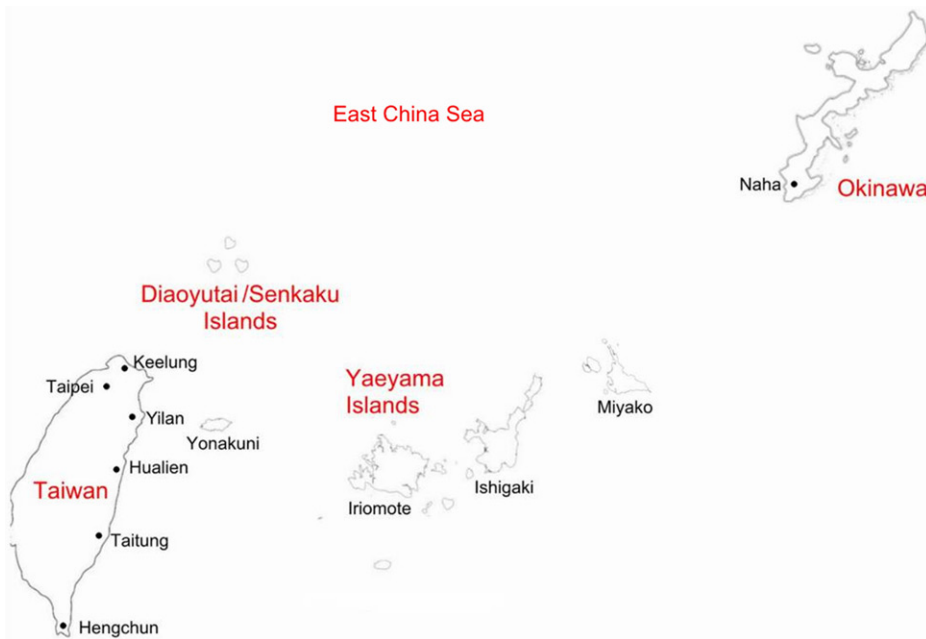 East China Sea
Naha
Okinawa
Diaoyutai/Senkaku
Islands
Keelung
Taipei
Yaeyama
Islands
Miyako
Yilan
Yonakuni
Hualien
Taiwan
Ishigaki
Iriomote
Taitung
Hengchun